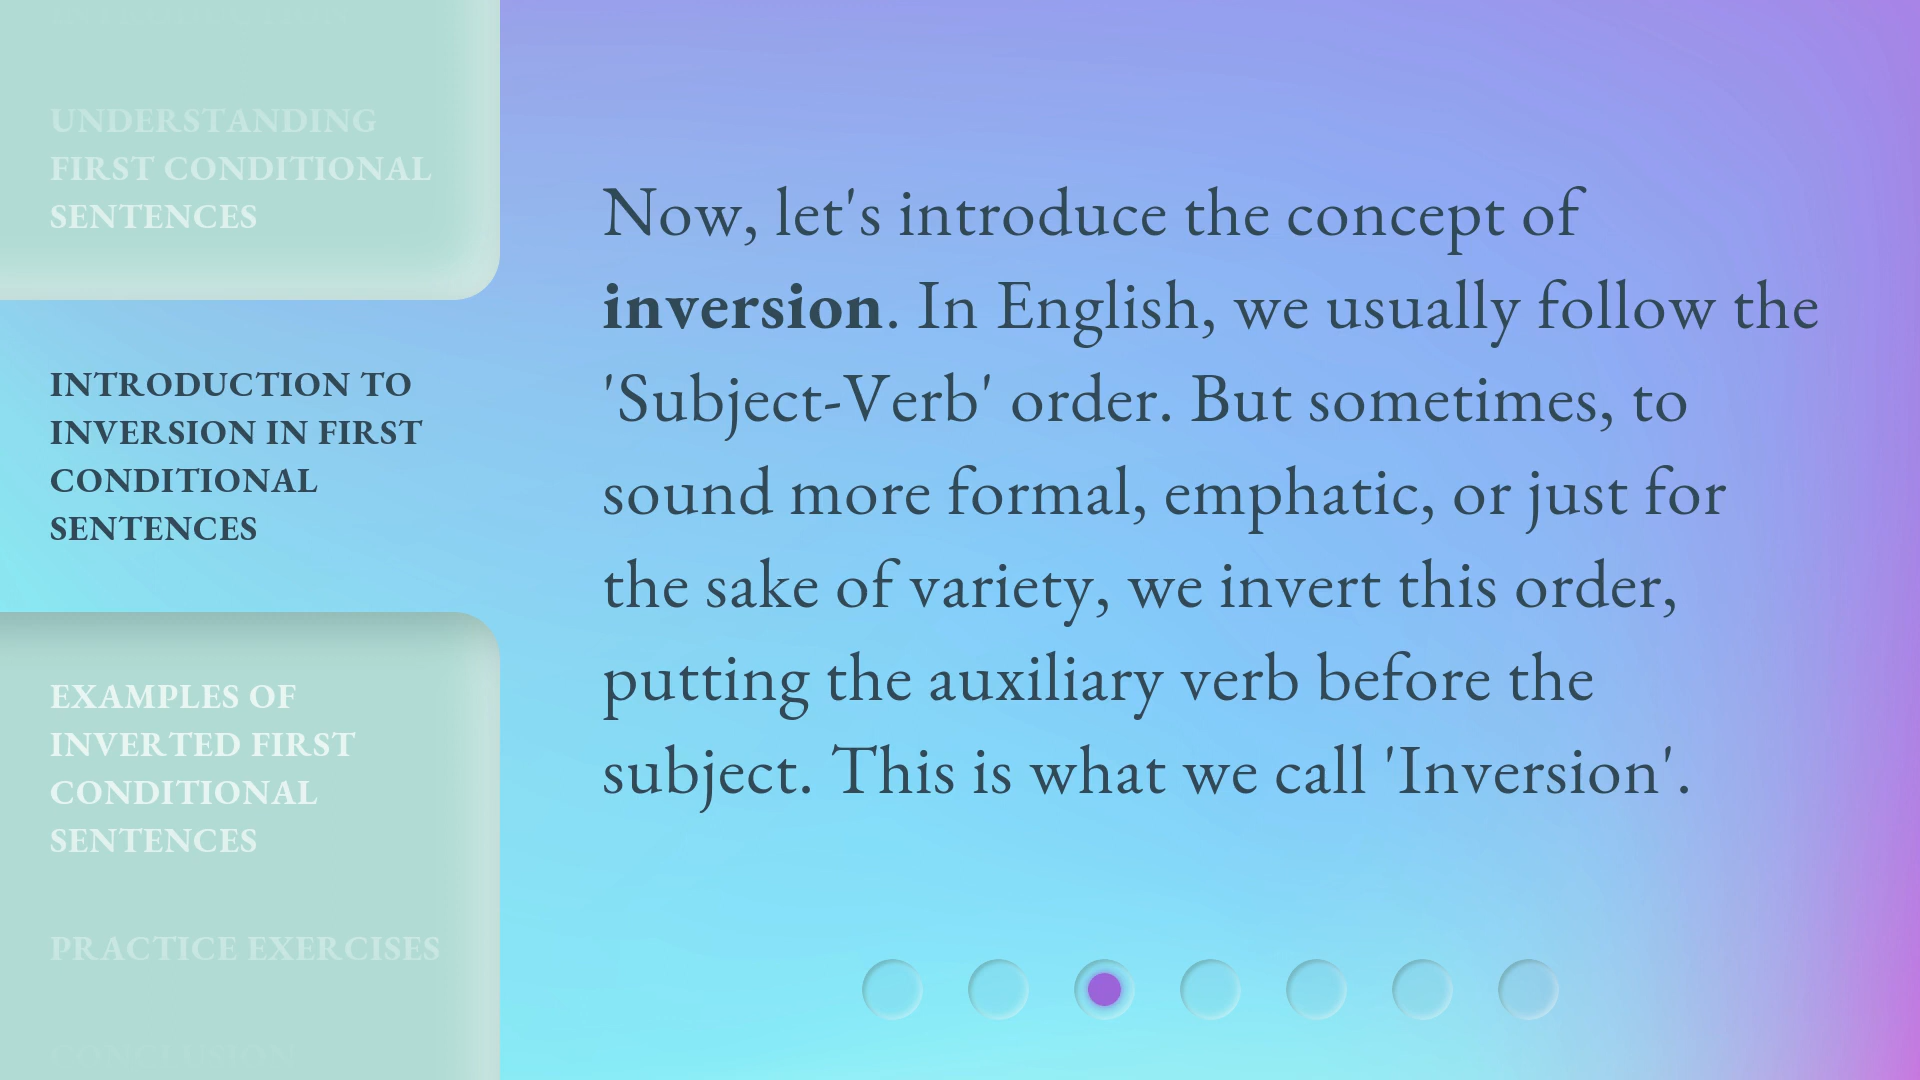 UNDERSTANDING
FIRST CONDITIONAL
SENTENCES
INTRODUCTION TO
INVERSION IN FIRST
CONDITIONAL
SENTENCES
EXAMPLES OF
INVERTED FIRST
CONDITIONAL
SENTENCES
PRACTICE EXERCISES
CONCLUSION
Now, let's introduce the concept of
inversion. In English, we usually follow the
'Subject-Verb' order. But sometimes, to
sound more formal, emphatic, or just for
the sake of variety, we invert this order,
putting the auxiliary verb before the
subject. This is what we call 'Inversion'.